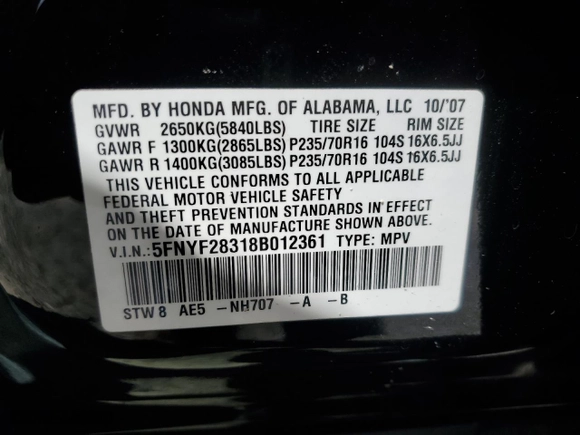 MFD. BY HONDA MFG. OF ALABAMA, LLC 10/'07
GVWR 2650KG(5840LBS) TIRE SIZE RIM SIZE
GAWR F 1300KG(2865LBS) P235/70R16 104S 16X6.5JJ
GAWR R 1400KG(3085LBS) P235/70R16 104S 16X6.5JJ
THIS VEHICLE CONFORMS TO ALL APPLICABLE
FEDERAL MOTOR VEHICLE SAFETY
AND THEFT PREVENTION STANDARDS IN EFFECT
ON THE DATE OF MANUFACTURE SHOWN ABOVE.
V.I.N.:5FNYF28318B012361 TYPE: MPV
STW8 AE5 -NH707 -A -B